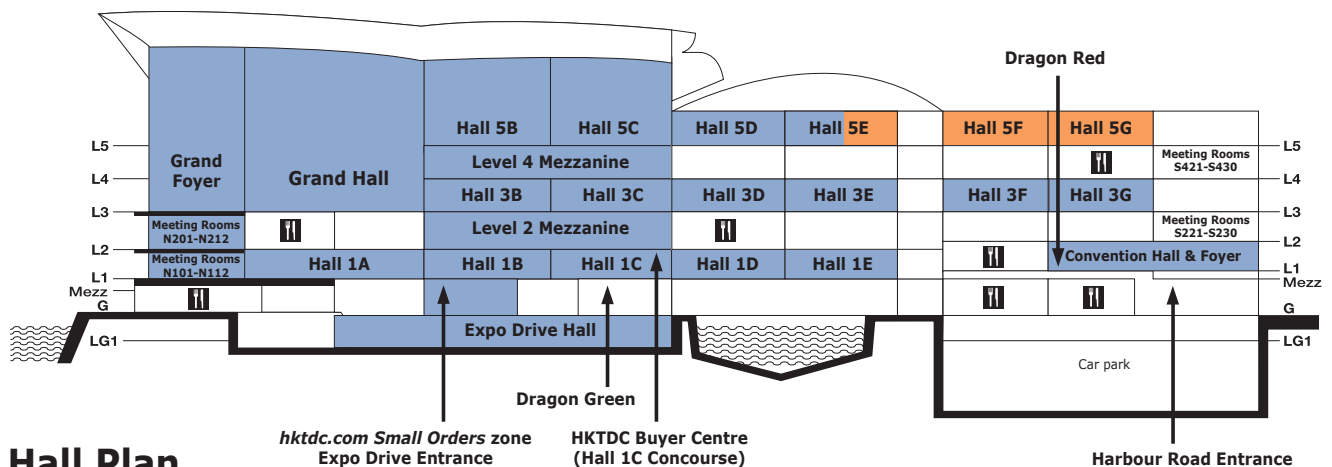 Dragon Red
Hall 5B
Hall 5C
Hall 5D
Hall 5E
Hall 5F
Hall 5G
L5
L5
Grand
Foyer
Grand Hall
Level 4 Mezzanine
Meeting Rooms
S421-S430
L4
L4
Hall 3B
Hall 3C
Hall 3D
Hall 3E
Hall 3F
Hall 3G
L3
L3
Meeting Rooms
N201-N212
Level 2 Mezzanine
Meeting Rooms
S221-S230
L2
L2
Meeting Rooms
N101-N112
Hall 1A
Hall 1B
Hall 1C
Hall 1D
Hall 1E
Convention Hall & Foyer
L1
L1
Mezz
Mezz
G
G
Expo Drive Hall
LG1
LG1
Car park
Dragon Green
hktdc.com Small Orders zone
Expo Drive Entrance
HKTDC Buyer Centre
(Hall 1C Concourse)
Harbour Road Entrance
Hall Plan